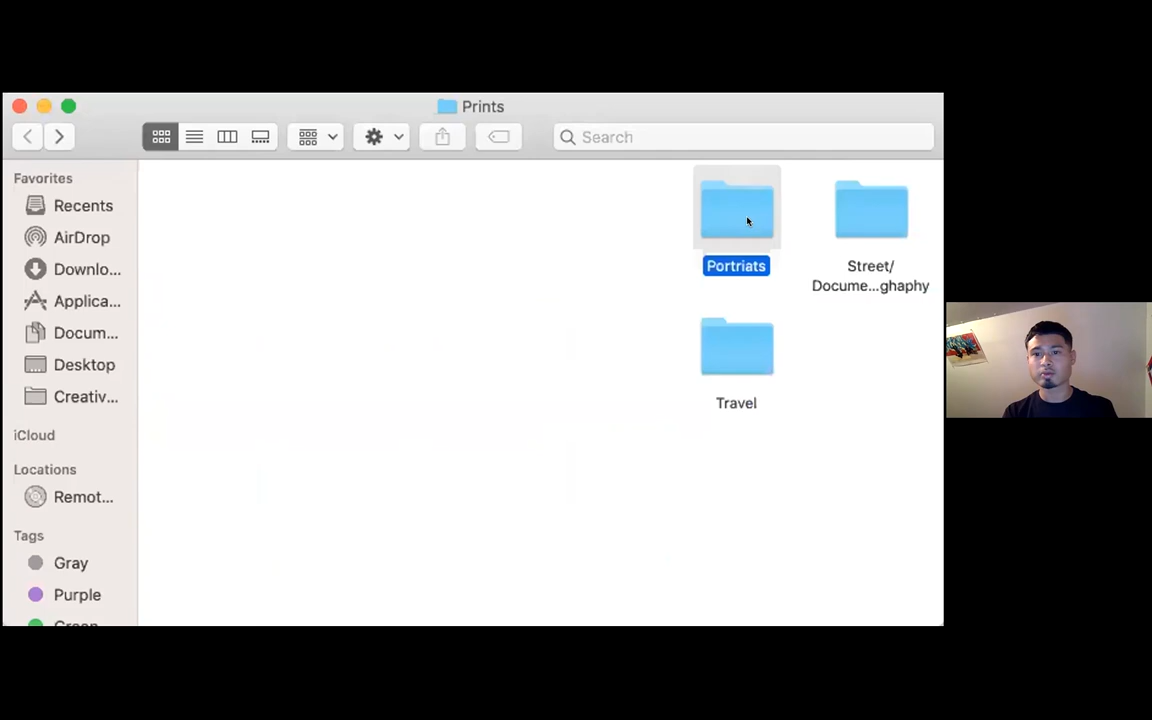 Prints
Search
Favorites
Recents
AirDrop
Downlo...
Applica...
Docum...
Desktop
Creativ...
iCloud
Locations
Remot...
Tags
Gray
Purple
Green
Portriats
Street/
Docume...ghaphy
Travel